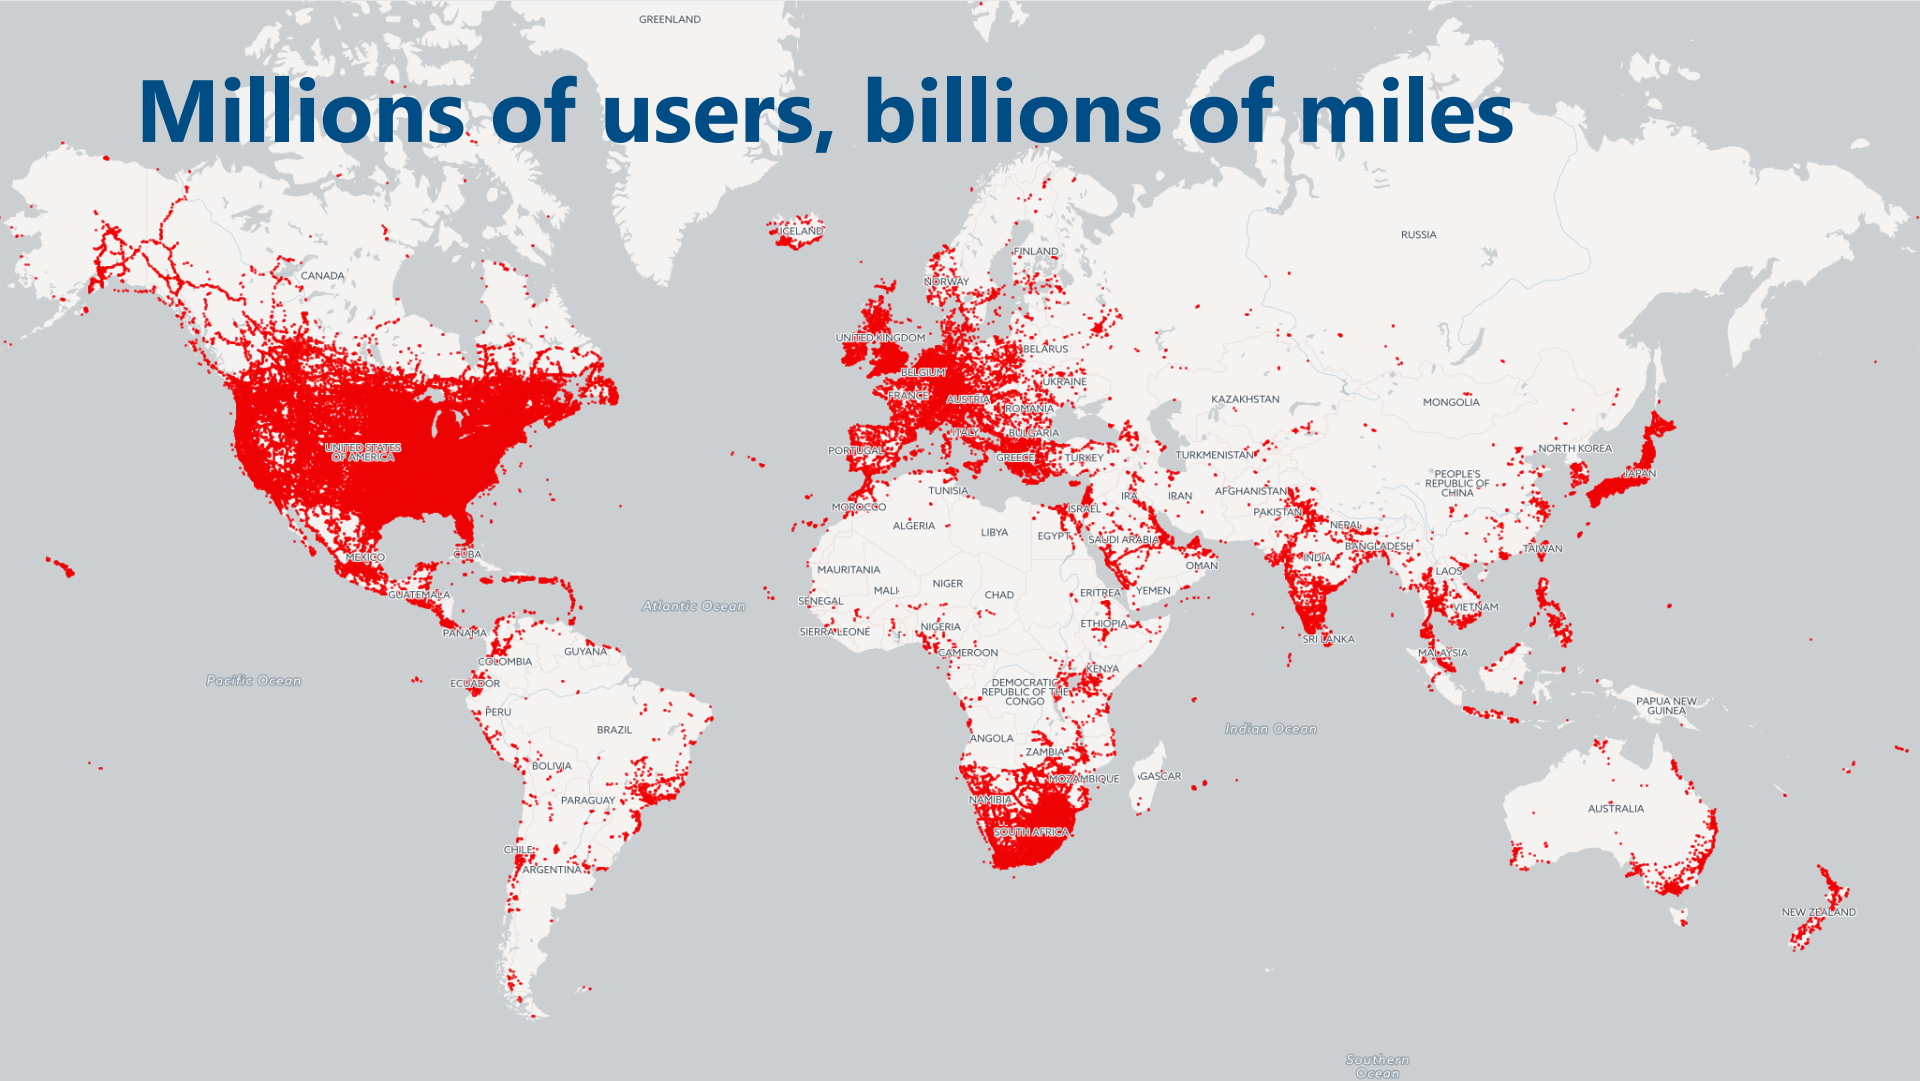 GREENLAND
Millions of users, billions of miles
ICELAND
RUSSIA
FINLAND
CANADA
NORWAY
UNITED KINGDOM
BELARUS
BELGIUM
UKRAINE
FRANCE
AUSTRIA
KAZAKHSTAN
MONGOLIA
ROMANIA
ITALY
BULGARIA
UNITED STATES
OF AMERICA
PORTUGAL
GREECE
TURKEY
TURKMENISTAN
NORTH KOREA
JAPAN
PEOPLE'S
REPUBLIC OF
CHINA
TUNISIA
IRAN
AFGHANISTAN
MOROCCO
ISRAEL
PAKISTAN
ALGERIA
LIBYA
EGYPT
NEPAL
SAUDI ARABIA
BANGLADESH
TAIWAN
MEXICO
CUBA
INDIA
OMAN
MAURITANIA
LAOS
NIGER
MALI
GUATEMALA
CHAD
ERITREA
YEMEN
Atlantic Ocean
SENEGAL
VIETNAM
PANAMA
SIERRA LEONE
NIGERIA
ETHIOPIA
SRI LANKA
GUYANA
CAMEROON
MALAYSIA
COLOMBIA
KENYA
Pacific Ocean
ECUADOR
DEMOCRATIC
REPUBLIC OF THE
CONGO
PERU
PAPUA NEW
GUINEA
BRAZIL
Indian Ocean
ANGOLA
ZAMBIA
BOLIVIA
MOZAMBIQUE
AGASCAR
PARAGUAY
NAMIBIA
AUSTRALIA
SOUTH AFRICA
CHILE
ARGENTINA
NEW ZEALAND
Southern
Ocean